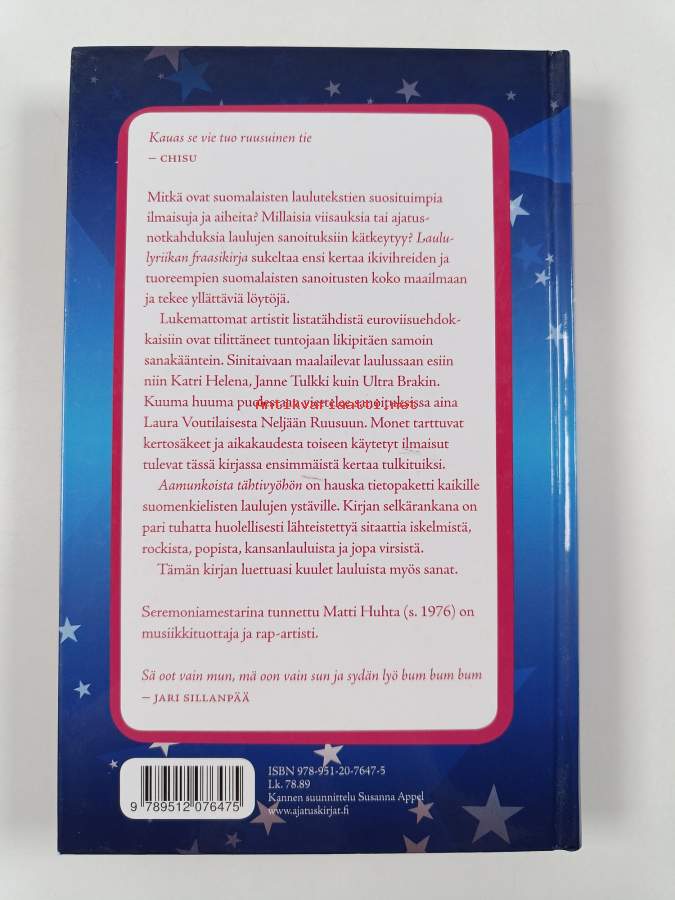 Kauas se vie tuo ruusuinen tie
– CHISU
Mitkä ovat suomalaisten laulutekstien suosituimpia
ilmaisuja ja aiheita? Millaisia viisauksia tai ajatus-
notkahduksia laulujen sanoituksiin kätkeytyy? Laulu-
lyriikan fraasikirja sukeltaa ensi kertaa ikivihreiden ja
tuoreempien suomalaisten sanoitusten koko maailmaan
ja tekee yllättäviä löytöjä.
Lukemattomat artistit listatähdistä euroviisuehdok-
kaisiin ovat tilittäneet tuntojaan likipitäen samoin
sanakääntein. Sinitaivaan maalailevat laulussaan esiin
niin Katri Helena, Janne Tulkki kuin Ultra Brakin.
Kuuma huuma puolestaan viettelee sanoituksissa aina
antikvariaatti.net
Laura Voutilaisesta Neljään Ruusuun. Monet tarttuvat
kertosäkeet ja aikakaudesta toiseen käytetyt ilmaisut
tulevat tässä kirjassa ensimmäistä kertaa tulkituiksi.
Aamunkoista tähtivyöhön on hauska tietopaketti kaikille
suomenkielisten laulujen ystäville. Kirjan selkärankana on
pari tuhatta huolellisesti lähteistettyä sitaattia iskelmistä,
rockista, popista, kansanlauluista ja jopa virsistä.
Tämän kirjan luettuasi kuulet lauluista myös sanat.
Seremoniamestarina tunnettu Matti Huhta (s. 1976) on
musiikkituottaja ja rap-artisti.
Sä oot vain mun, mä oon vain sun ja sydän lyö bum bum bum
– JARI SILLANPÄÄ
ISBN 978-951-20-7647-5
Lk. 78.89
Kannen suunnittelu Susanna Appel
www.ajatuskirjat.fi
9 789512 076475